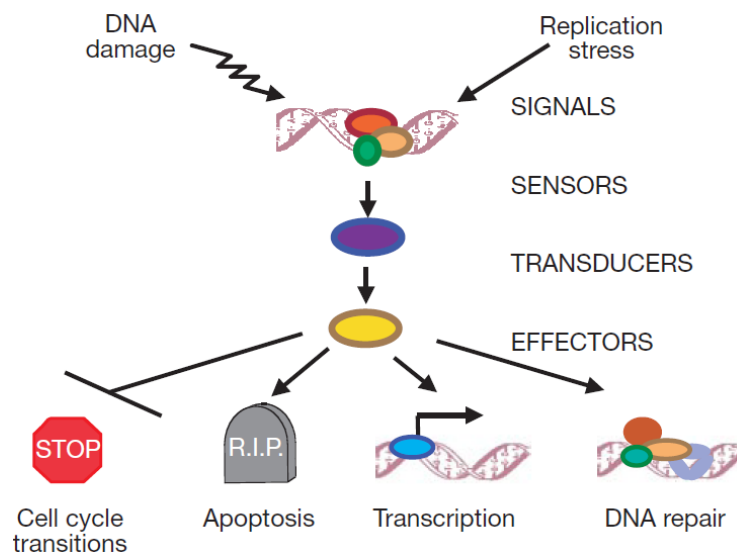 DNA
damage
Replication
stress
SIGNALS
SENSORS
TRANSDUCERS
EFFECTORS
STOP
R.I.P.
Cell cycle
transitions
Apoptosis
Transcription
DNA repair